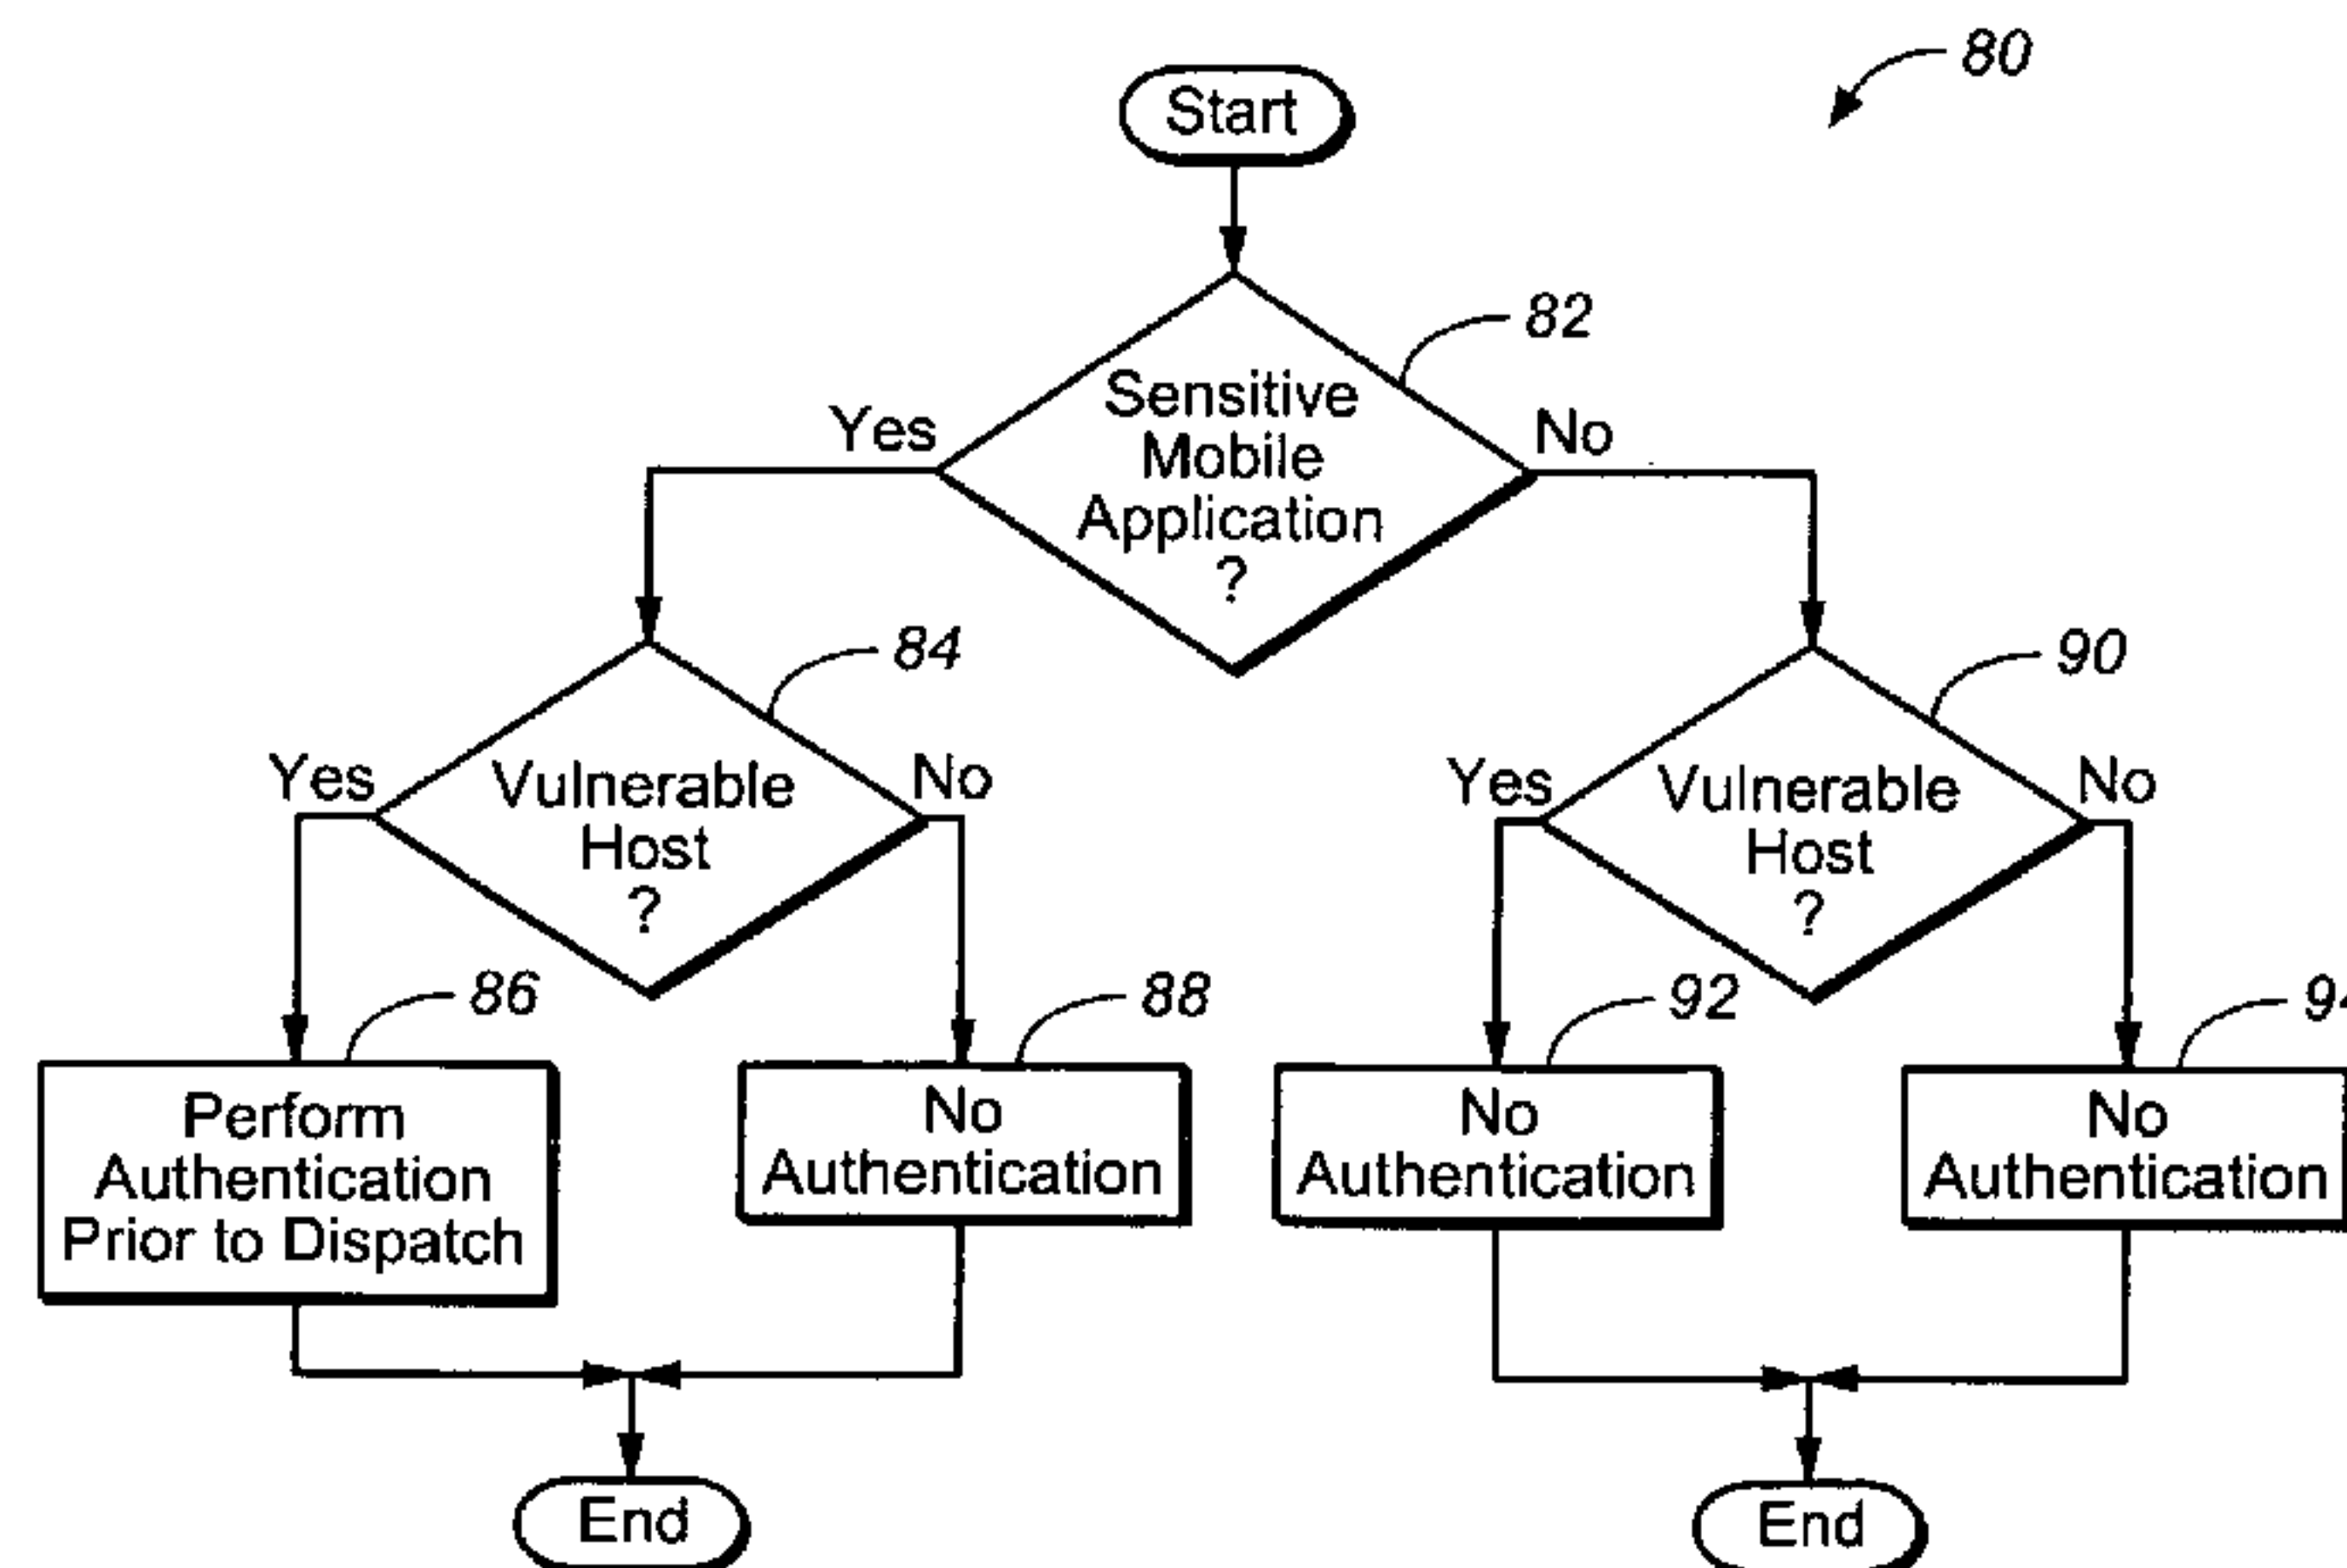 80
Start
82
Sensitive
Mobile
Application
?
Yes
No
84
90
Vulnerable
Host
?
Yes
No
Vulnerable
Host
?
Yes
No
86
88
92
Perform
Authentication
Prior to Dispatch
No
Authentication
No
Authentication
No
Authentication
End
End